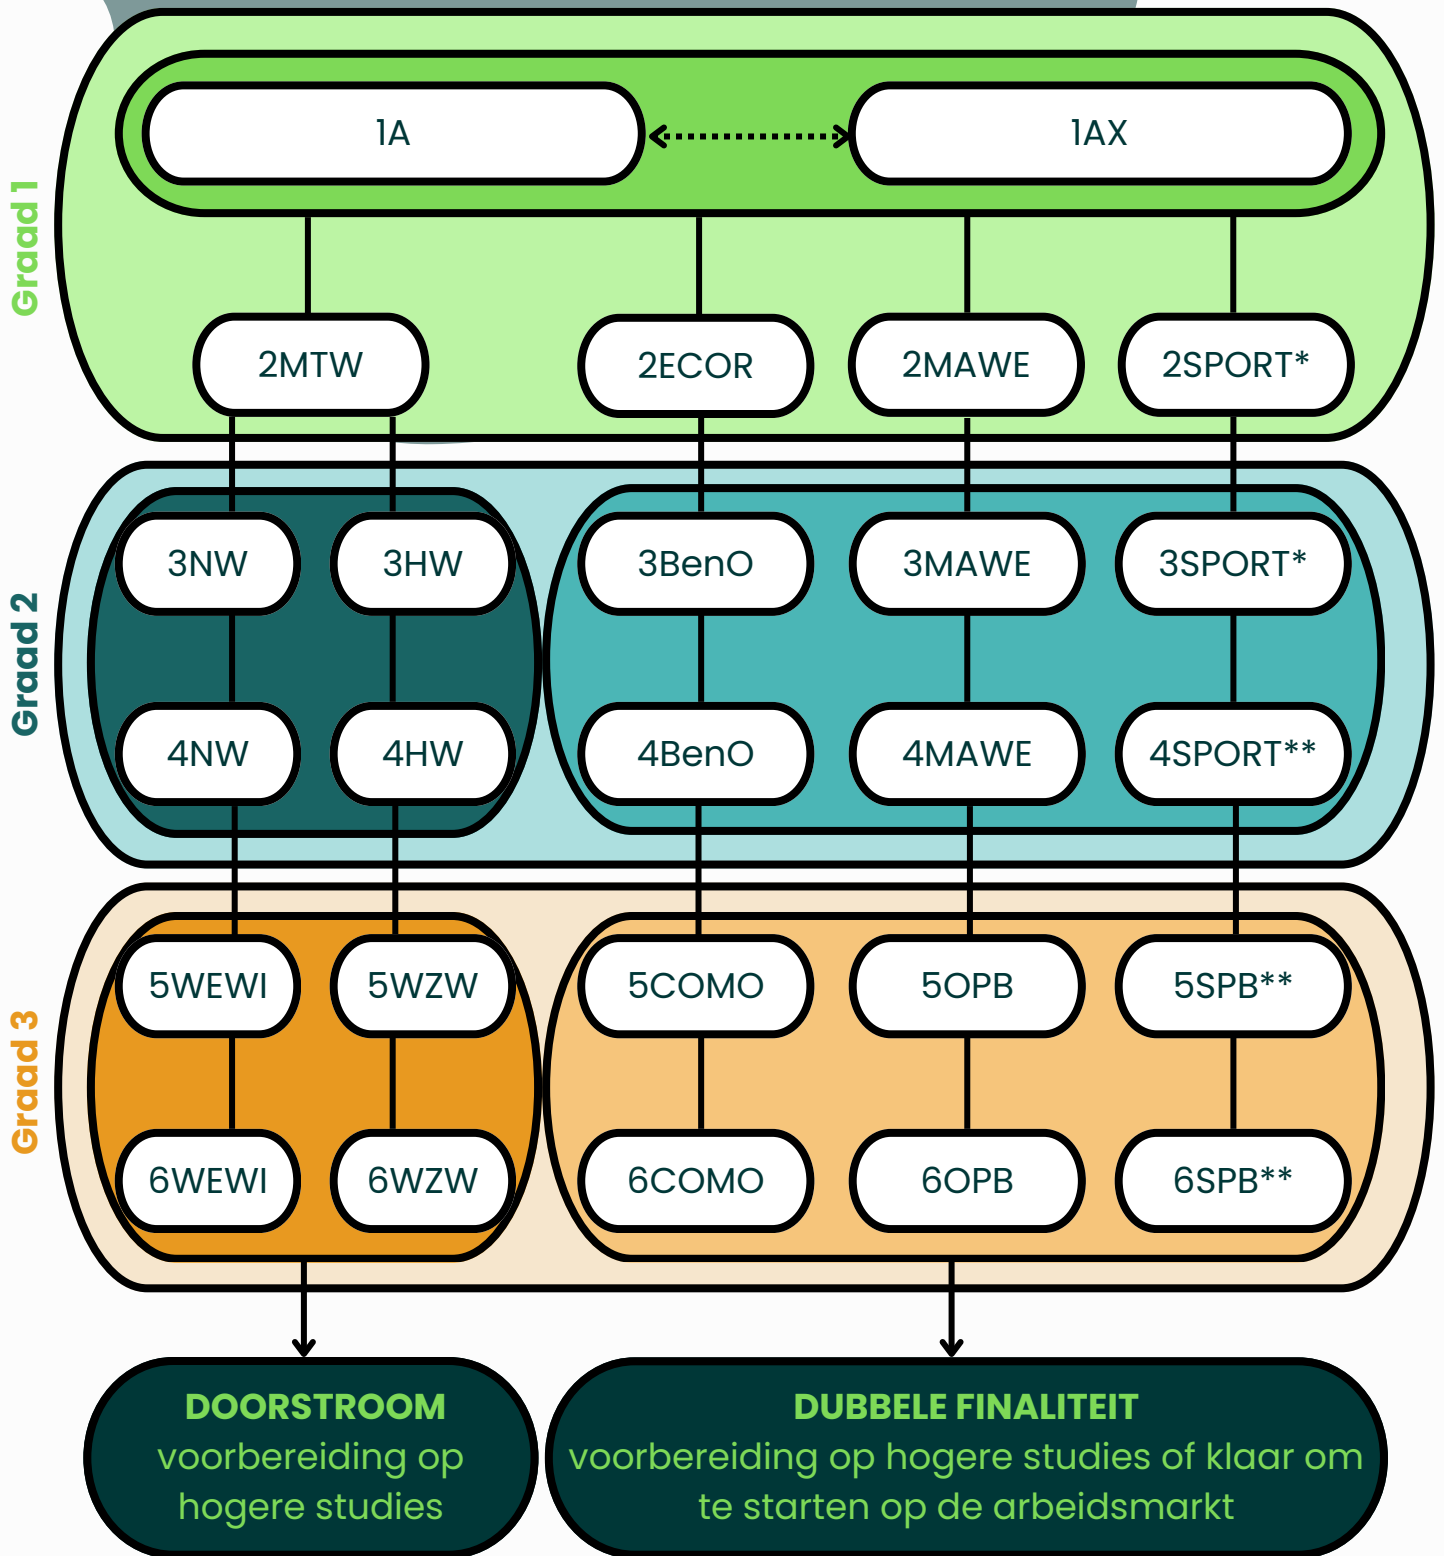 Graad 1
1A
1AX
2MTW
2ECOR
2MAWE
2SPORT*
Graad 2
3NW
3HW
3BenO
3MAWE
3SPORT*
4NW
4HW
4BenO
4MAWE
4SPORT**
Graad 3
5WEWI
5WZW
5COMO
5OPB
5SPB**
6WEWI
6WZW
6COMO
6OPB
6SPB**
DOORSTROOM
voorbereiding op
hogere studies
DUBBELE FINALITEIT
voorbereiding op hogere studies of klaar om
te starten op de arbeidsmarkt